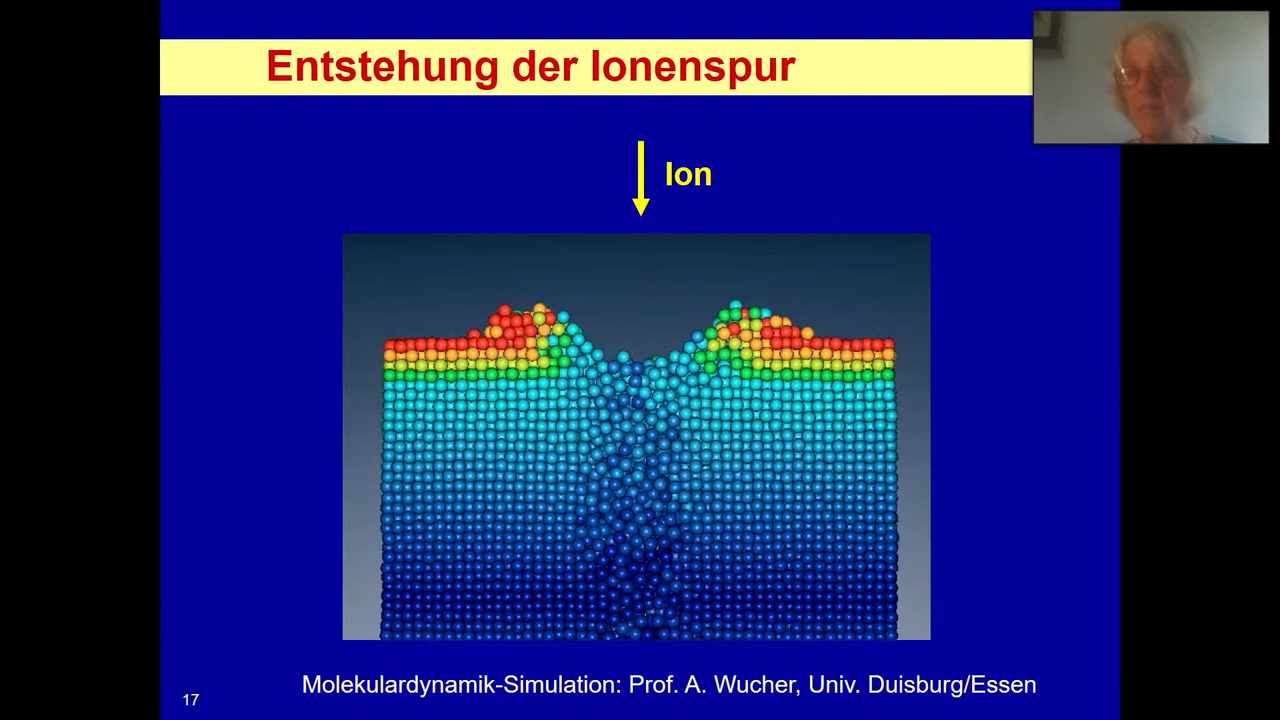 Entstehung der Ionenspur
Ion
Molekulardynamik-Simulation: Prof. A. Wucher, Univ. Duisburg/Essen
17